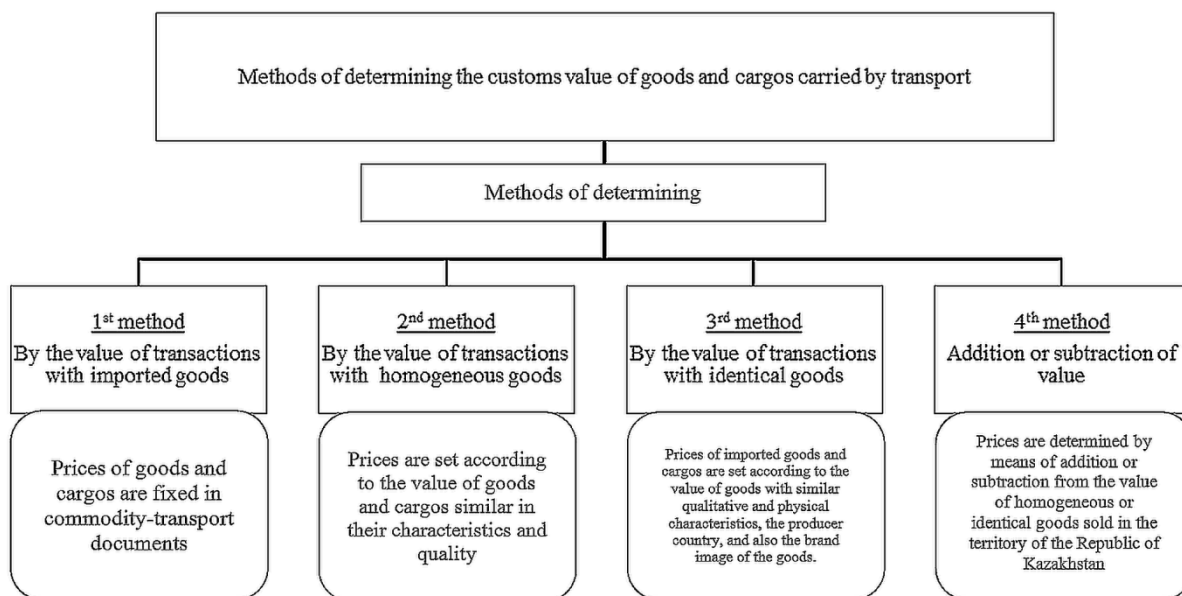 Methods of determining the customs value of goods and cargos carried by transport
Methods of determining
1st method
By the value of transactions
with imported goods
Prices of goods and
cargos are fixed in
commodity-transport
documents
2nd method
By the value of transactions
with homogeneous goods
Prices are set according
to the value of goods
and cargos similar in
their characteristics and
quality
3rd method
By the value of transactions
with identical goods
Prices of imported goods and
cargos are set according to the
value of goods with similar
qualitative and physical
characteristics, the producer
country, and also the brand
image of the goods.
4th method
Addition or subtraction of
value
Prices are determined by
means of addition or
subtraction from the value
of homogeneous or
identical goods sold in the
territory of the Republic of
Kazakhstan